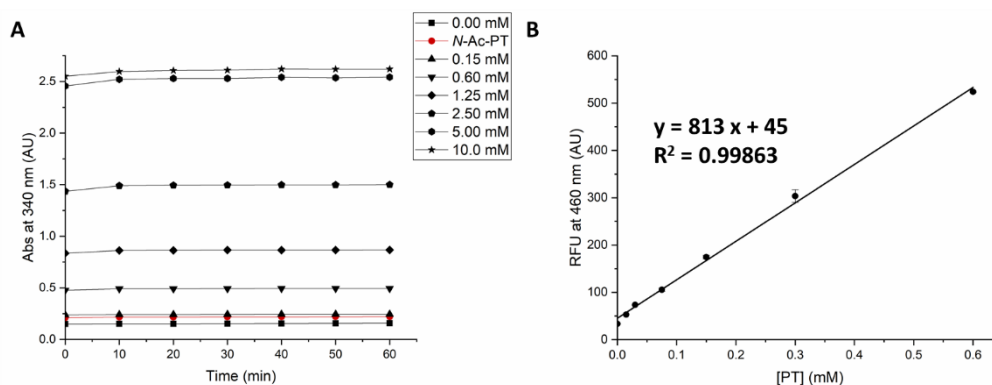 A
Abs at 340 nm (AU)
2.5
2.0
1.5
1.0
0.5
0.0
0
10
20
30
40
50
60
Time (min)
0.00 mM
N-Ac-PT
0.15 mM
0.60 mM
1.25 mM
2.50 mM
5.00 mM
10.0 mM
B
RFU at 460 nm (AU)
600
500
400
300
200
100
0
y = 813 x + 45
R² = 0.99863
0.0
0.1
0.2
0.3
0.4
0.5
0.6
[PT] (mM)